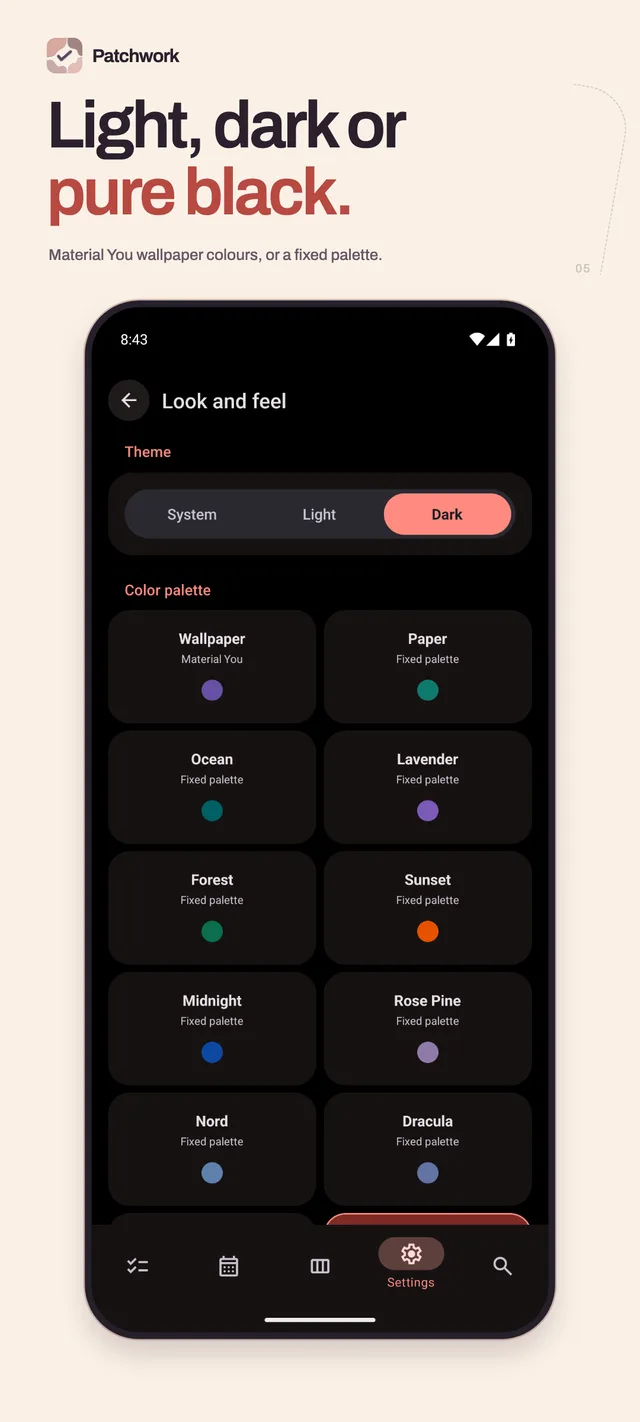 Patchwork
Light, dark or
pure black.
Material You wallpaper colours, or a fixed palette.
05
8:43
Look and feel
Theme
System Light Dark
Color palette
Wallpaper
Material You
Paper
Fixed palette
Ocean
Fixed palette
Lavender
Fixed palette
Forest
Fixed palette
Sunset
Fixed palette
Midnight
Fixed palette
Rose Pine
Fixed palette
Nord
Fixed palette
Dracula
Fixed palette
Settings